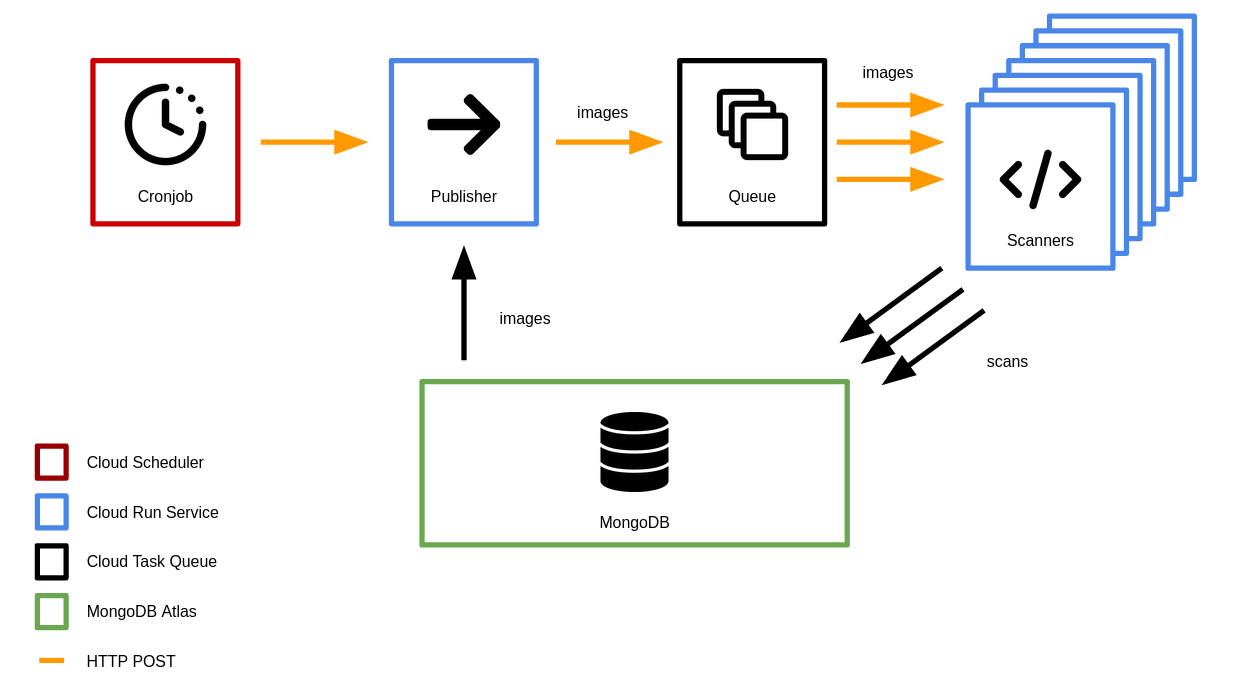 images
images
Cronjob
Publisher
Queue
Scanners
images
scans
MongoDB
Cloud Scheduler
Cloud Run Service
Cloud Task Queue
MongoDB Atlas
HTTP POST